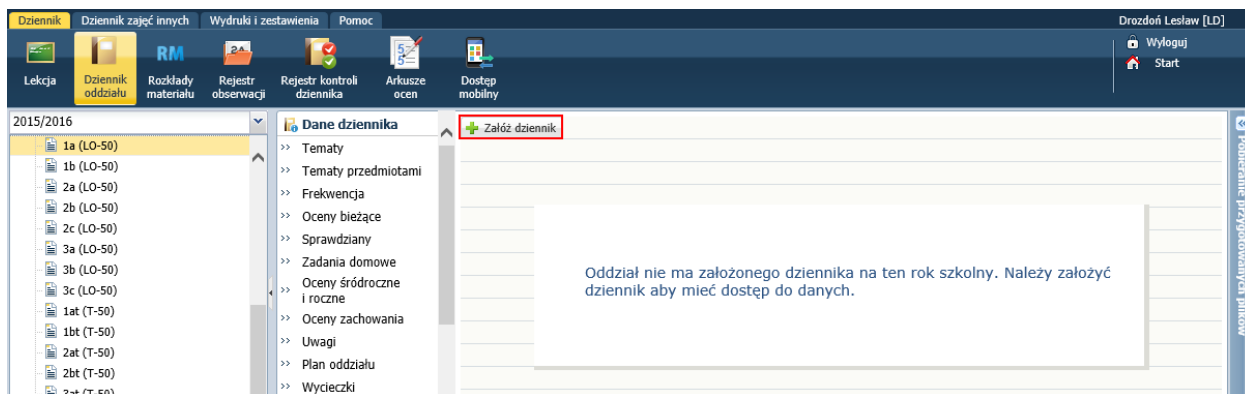 Dziennik Dziennik zajęć innych Wydruki i zestawienia Pomoc Drozdoń Lesław [LD]
Wyloguj
Start
RM
Lekcja Dziennik oddziału Rozkłady materiału Rejestr obserwacji Rejestr kontroli dziennika Arkusze ocen Dostęp mobilny
2015/2016
1a (LO-50)
1b (LO-50)
2a (LO-50)
2b (LO-50)
2c (LO-50)
3a (LO-50)
3b (LO-50)
3c (LO-50)
1at (T-50)
1bt (T-50)
2at (T-50)
2bt (T-50)
3at (T-50)
Dane dziennika
Tematy
Tematy przedmiotami
Frekwencja
Oceny bieżące
Sprawdziany
Zadania domowe
Oceny śródroczne
i roczne
Oceny zachowania
Uwagi
Plan oddziału
Wycieczki
Załóż dziennik
Oddział nie ma założonego dziennika na ten rok szkolny. Należy założyć
dziennik aby mieć dostęp do danych.
Pobieranie przygotowanych plików